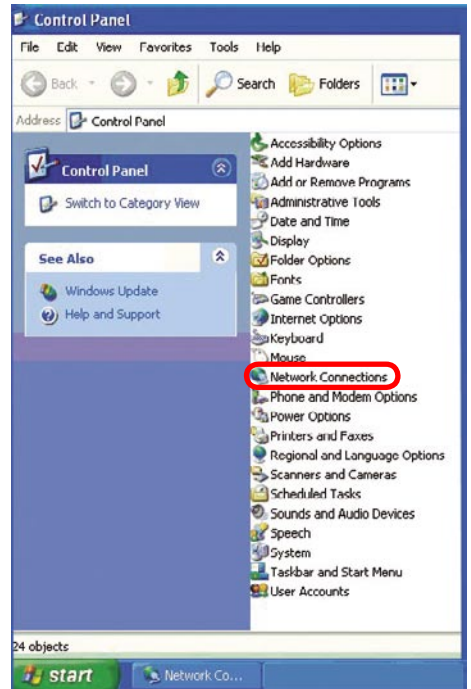 Control Panel
File Edit View Favorites Tools Help
Back Search Folders
Address Control Panel
Control Panel
Switch to Category View
See Also
Windows Update
Help and Support
Accessibility Options
Add Hardware
Add or Remove Programs
Administrative Tools
Date and Time
Display
Folder Options
Fonts
Game Controllers
Internet Options
Keyboard
Mouse
Network Connections
Phone and Modem Options
Power Options
Printers and Faxes
Regional and Language Options
Scanners and Cameras
Scheduled Tasks
Sounds and Audio Devices
Speech
System
Taskbar and Start Menu
User Accounts
24 objects
start Network Co...